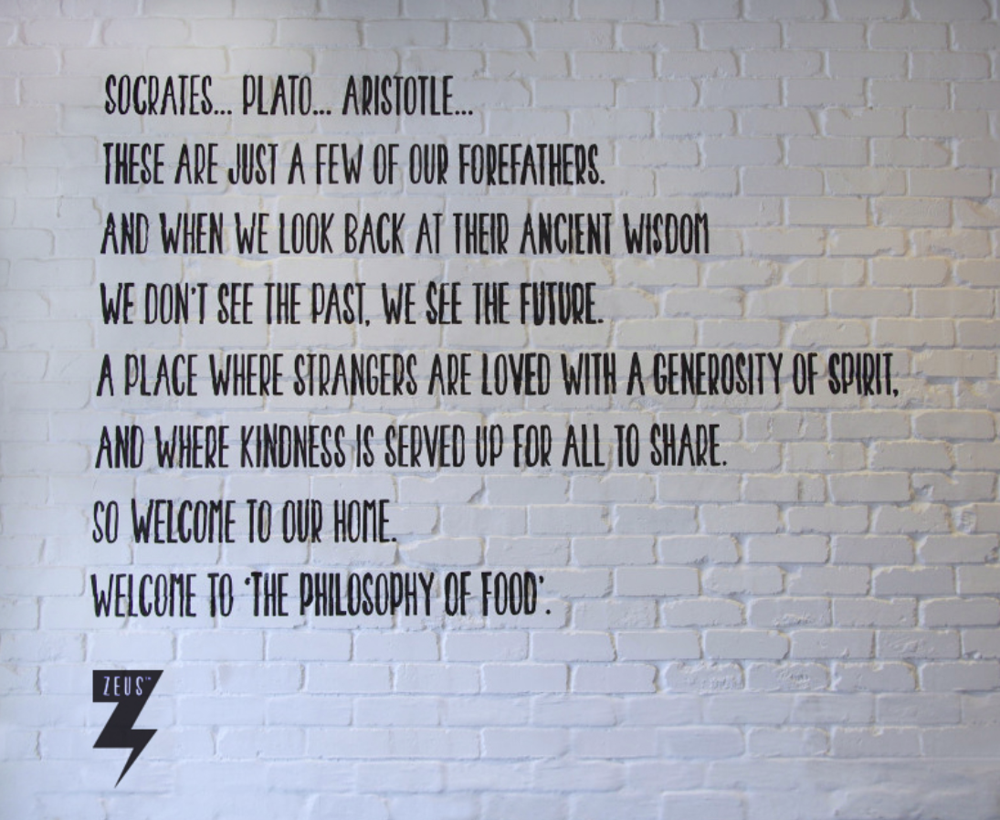 SOCRATES... PLATO... ARISTOTLE...
THESE ARE JUST A FEW OF OUR FOREFATHERS.
AND WHEN WE LOOK BACK AT THEIR ANCIENT WISDOM
WE DON'T SEE THE PAST, WE SEE THE FUTURE.
A PLACE WHERE STRANGERS ARE LOVED WITH A GENEROSITY OF SPIRIT,
AND WHERE KINDNESS IS SERVED UP FOR ALL TO SHARE.
SO WELCOME TO OUR HOME.
WELCOME TO 'THE PHILOSOPHY OF FOOD'.
ZEUS™